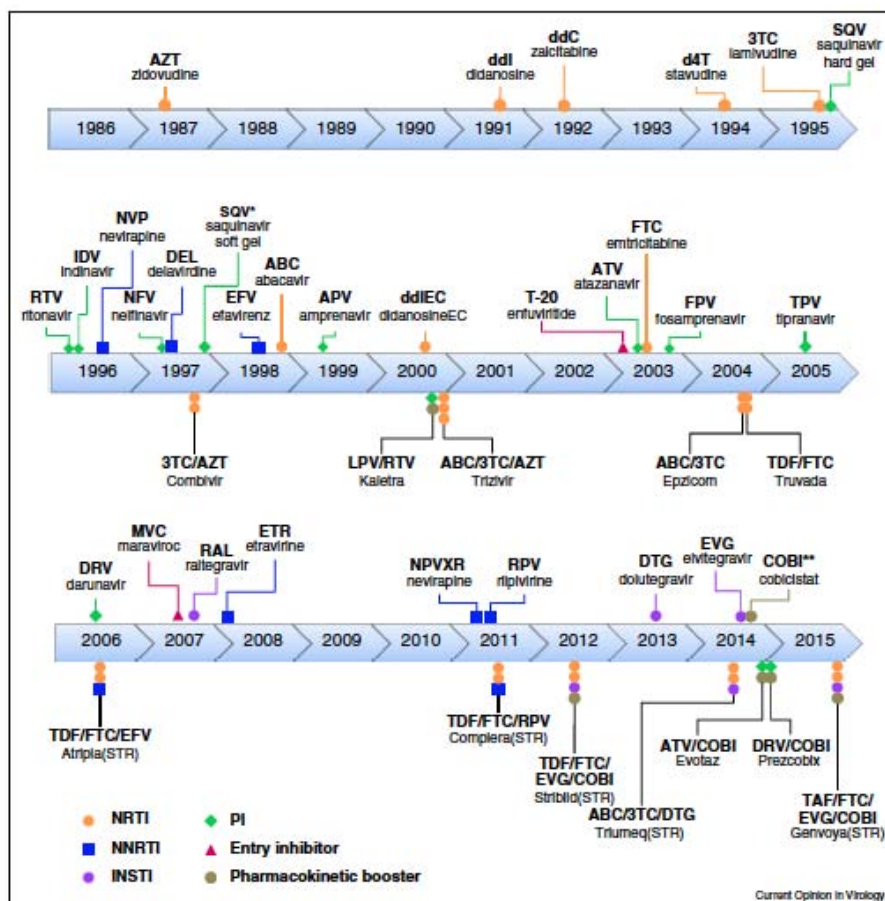 AZT
zidovudine
ddI
didanosine
ddC
zalcitabine
d4T
stavudine
3TC
lamivudine
SQV
saquinavir
hard gel
1986 1987 1988 1989 1990 1991 1992 1993 1994 1995
RTV
ritonavir
IDV
indinavir
NVP
nevirapine
NFV
nelfinavir
DEL
delavirdine
SQV*
saquinavir
soft gel
EFV
efavirenz
ABC
abacavir
APV
amprenavir
ddIEC
didanosineEC
T-20
enfuviritide
ATV
atazanavir
FTC
emtricitabine
FPV
fosamprenavir
TPV
tipranavir
1996 1997 1998 1999 2000 2001 2002 2003 2004 2005
3TC/AZT
Combivir
LPV/RTV
Kaletra
ABC/3TC/AZT
Trizivir
ABC/3TC
Epzicom
TDF/FTC
Truvada
DRV
darunavir
MVC
maraviroc
RAL
raltegravir
ETR
etravirine
NPVXR
nevirapine
RPV
rilpivirine
DTG
dolutegravir
EVG
elvitegravir
COBI**
cobicistat
2006 2007 2008 2009 2010 2011 2012 2013 2014 2015
TDF/FTC/EFV
Atripla(STR)
TDF/FTC/RPV
Complera(STR)
TDF/FTC/
EVG/COBI
Stribild(STR)
ABC/3TC/DTG
Triumeq(STR)
ATV/COBI
Evotaz
DRV/COBI
Prezcobix
TAF/FTC/
EVG/COBI
Genvoya(STR)
NRTI
PI
NNRTI
Entry inhibitor
INSTI
Pharmacokinetic booster
Current Opinion in Virology